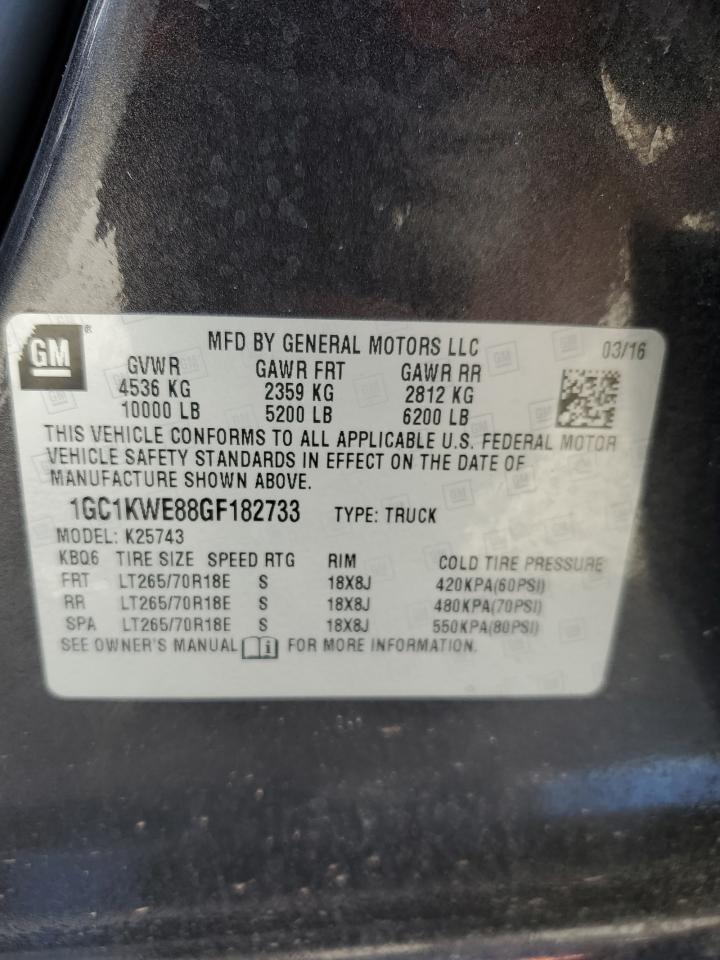 GM ®
MFD BY GENERAL MOTORS LLC 03/16
GVWR GAWR FRT GAWR RR
4536 KG 2359 KG 2812 KG
10000 LB 5200 LB 6200 LB
THIS VEHICLE CONFORMS TO ALL APPLICABLE U.S. FEDERAL MOTOR
VEHICLE SAFETY STANDARDS IN EFFECT ON THE DATE OF
MANUFACTURE SHOWN ABOVE.
1GC1KWE88GF182733 TYPE: TRUCK
MODEL: K25743
KBQ6 TIRE SIZE SPEED RTG RIM COLD TIRE PRESSURE
FRT LT265/70R18E S 18X8J 420KPA(60PSI)
RR LT265/70R18E S 18X8J 480KPA(70PSI)
SPA LT265/70R18E S 18X8J 550KPA(80PSI)
SEE OWNER'S MANUAL i FOR MORE INFORMATION.